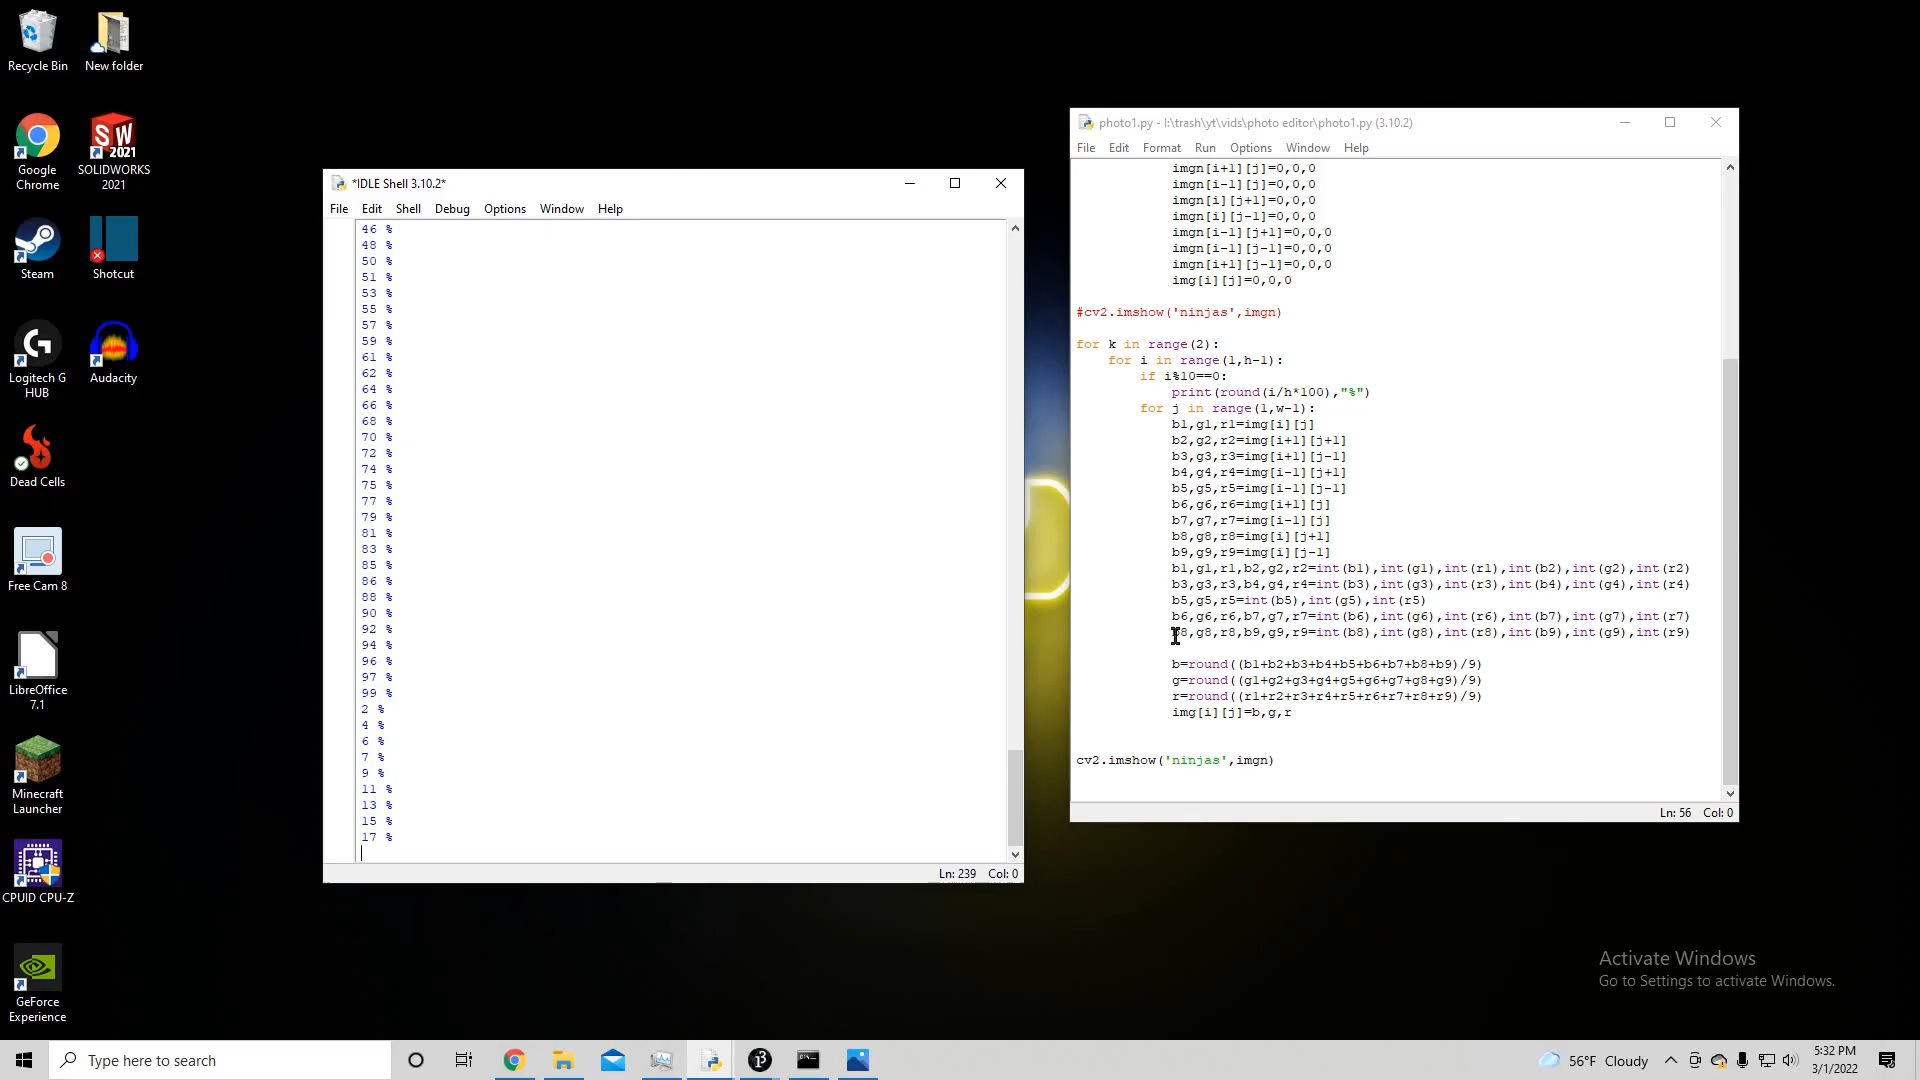 Recycle Bin
New folder
Google Chrome
SW 2021
SOLIDWORKS 2021
Steam
Shotcut
Logitech G HUB
Audacity
Dead Cells
Free Cam 8
LibreOffice 7.1
Minecraft Launcher
CPUID CPU-Z
GeForce Experience
*IDLE Shell 3.10.2*
File Edit Shell Debug Options Window Help
46 %
48 %
50 %
51 %
53 %
55 %
57 %
59 %
61 %
62 %
64 %
66 %
68 %
70 %
72 %
74 %
75 %
77 %
79 %
81 %
83 %
85 %
86 %
88 %
90 %
92 %
94 %
96 %
97 %
99 %
2 %
4 %
6 %
7 %
9 %
11 %
13 %
15 %
17 %
Ln: 239 Col: 0
photo1.py - I:\trash\yt\vids\photo editor\photo1.py (3.10.2)
File Edit Format Run Options Window Help
imgn[i+1][j]=0,0,0
imgn[i-1][j]=0,0,0
imgn[i][j+1]=0,0,0
imgn[i][j-1]=0,0,0
imgn[i-1][j+1]=0,0,0
imgn[i-1][j-1]=0,0,0
imgn[i+1][j-1]=0,0,0
img[i][j]=0,0,0
#cv2.imshow('ninjas',imgn)
for k in range(2):
for i in range(1,h-1):
if i%10==0:
print(round(i/h*100),"%")
for j in range(1,w-1):
b1,g1,r1=img[i][j]
b2,g2,r2=img[i+1][j+1]
b3,g3,r3=img[i+1][j-1]
b4,g4,r4=img[i-1][j+1]
b5,g5,r5=img[i-1][j-1]
b6,g6,r6=img[i+1][j]
b7,g7,r7=img[i-1][j]
b8,g8,r8=img[i][j+1]
b9,g9,r9=img[i][j-1]
b1,g1,r1,b2,g2,r2=int(b1),int(g1),int(r1),int(b2),int(g2),int(r2)
b3,g3,r3,b4,g4,r4=int(b3),int(g3),int(r3),int(b4),int(g4),int(r4)
b5,g5,r5=int(b5),int(g5),int(r5)
b6,g6,r6,b7,g7,r7=int(b6),int(g6),int(r6),int(b7),int(g7),int(r7)
b8,g8,r8,b9,g9,r9=int(b8),int(g8),int(r8),int(b9),int(g9),int(r9)
b=round((b1+b2+b3+b4+b5+b6+b7+b8+b9)/9)
g=round((g1+g2+g3+g4+g5+g6+g7+g8+g9)/9)
r=round((r1+r2+r3+r4+r5+r6+r7+r8+r9)/9)
img[i][j]=b,g,r
cv2.imshow('ninjas',imgn)
Ln: 56 Col: 0
Activate Windows
Go to Settings to activate Windows.
Type here to search
56°F Cloudy
5:32 PM
3/1/2022